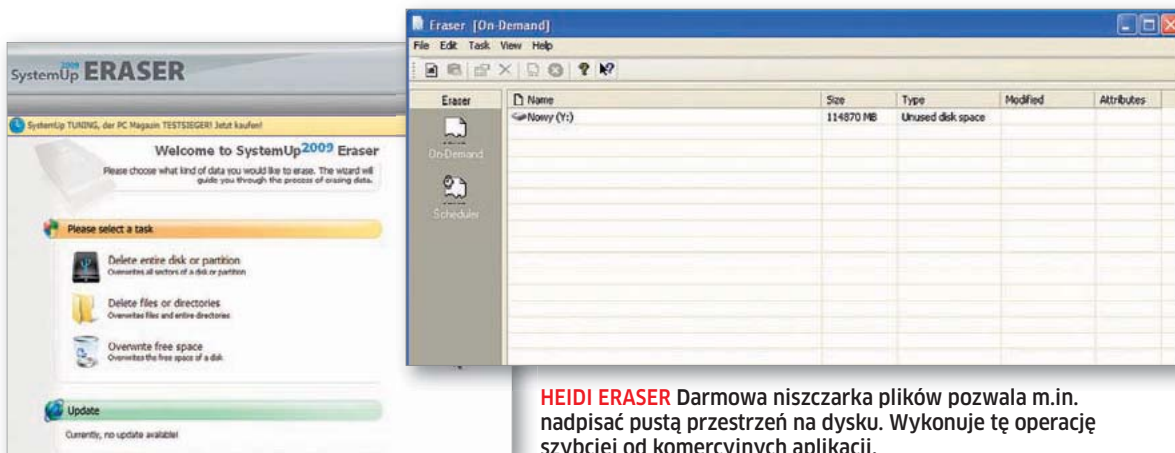 SystemUp 2009 ERASER
SystemUp TUNING, der PC Magazin TESTSIEGER! Jetzt kaufen!
Welcome to SystemUp2009 Eraser
Please choose what kind of data you would like to erase. The wizard will
guide you through the process of erasing data.
Please select a task
Delete entire disk or partition
Overwrites all sectors of a disk or partition
Delete files or directories
Overwrites files and entire directories
Overwrite free space
Overwrites the free space of a disk
Update
Currently, no update available!
Eraser [On-Demand]
File Edit Task View Help
Eraser
On-Demand
Scheduler
Name Size Type Modified Attributes
Nowy (Y:) 114870 MB Unused disk space
HEIDI ERASER Darmowa niszczarka plików pozwala m.in.
nadpisać pustą przestrzeń na dysku. Wykonuje tę operację
szybciej od komercyjnych aplikacji.